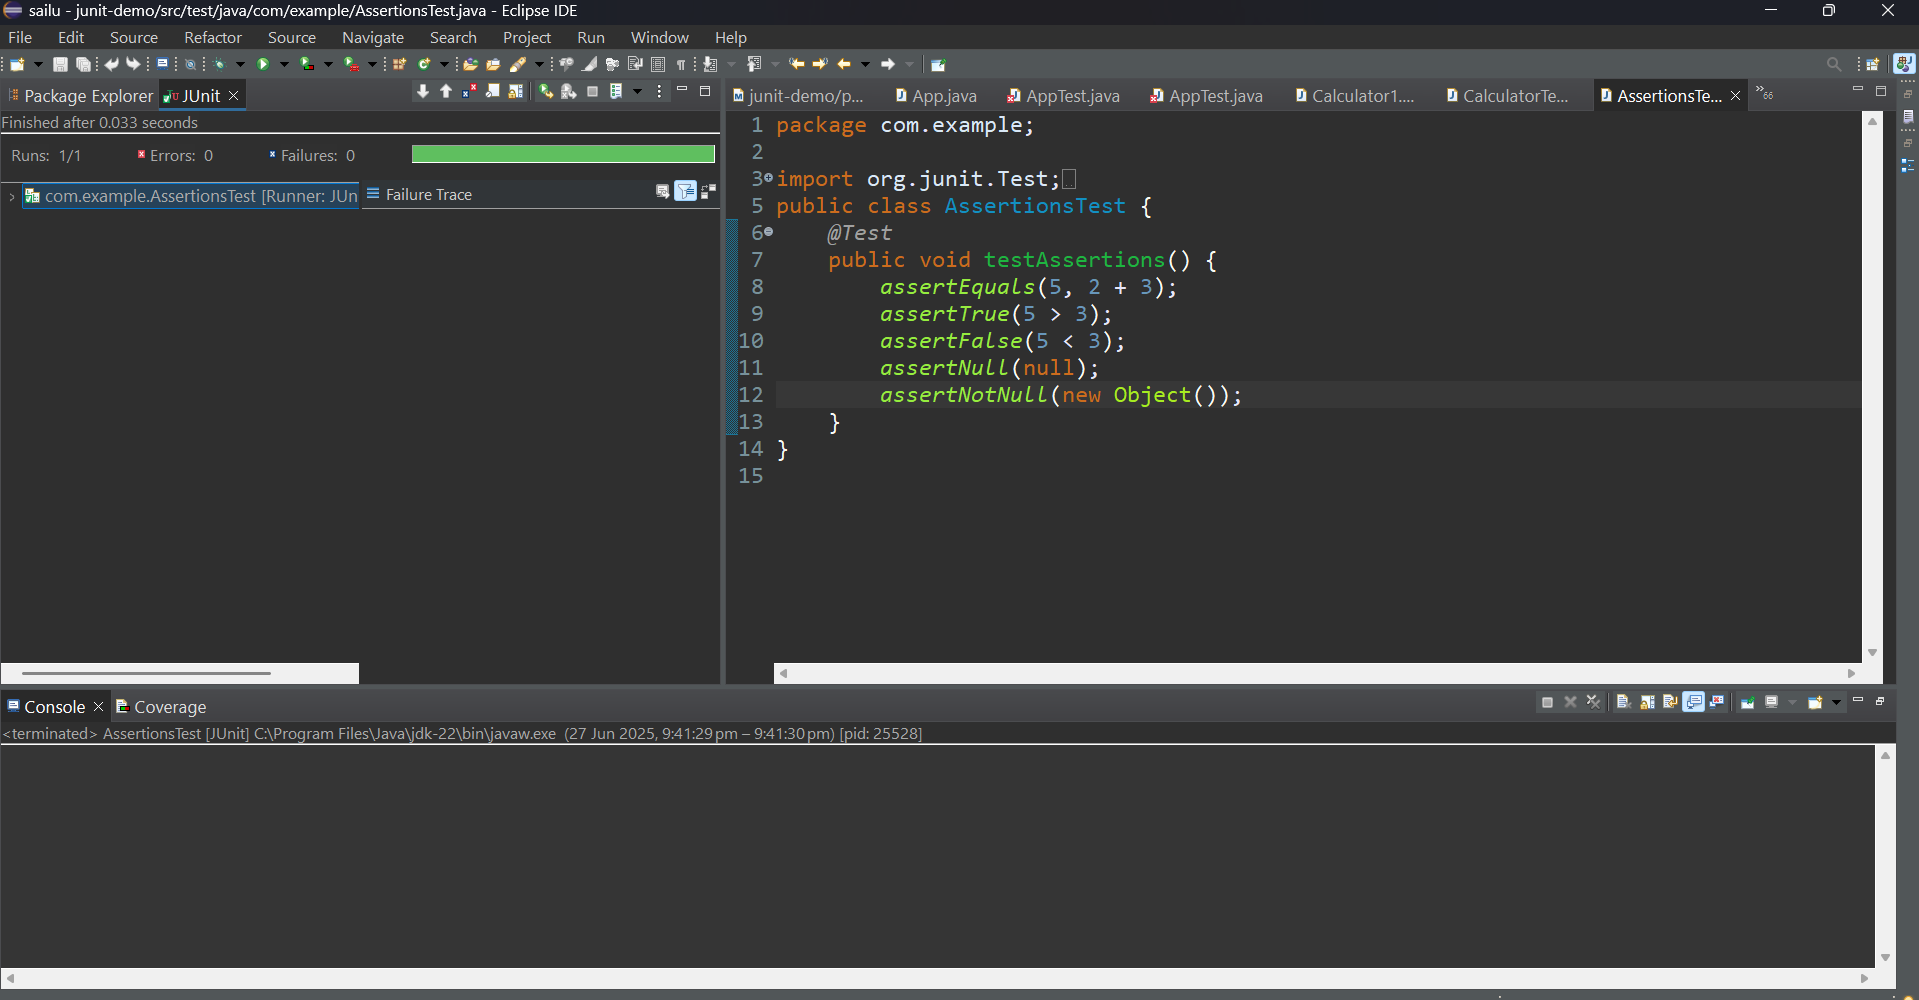 sailu - junit-demo/src/test/java/com/example/AssertionsTest.java - Eclipse IDE
File Edit Source Refactor Source Navigate Search Project Run Window Help
Package Explorer JUnit
Finished after 0.033 seconds
Runs: 1/1 Errors: 0 Failures: 0
com.example.AssertionsTest [Runner: JUn
Failure Trace
junit-demo/p... App.java AppTest.java AppTest.java Calculator1.... CalculatorTe... AssertionsTe... »66
1 package com.example;
2
3 import org.junit.Test;
5 public class AssertionsTest {
6 @Test
7 public void testAssertions() {
8 assertEquals(5, 2 + 3);
9 assertTrue(5 > 3);
10 assertFalse(5 < 3);
11 assertNull(null);
12 assertNotNull(new Object());
13 }
14 }
15
Console Coverage
<terminated> AssertionsTest [JUnit] C:\Program Files\Java\jdk-22\bin\javaw.exe (27 Jun 2025, 9:41:29 pm – 9:41:30 pm) [pid: 25528]